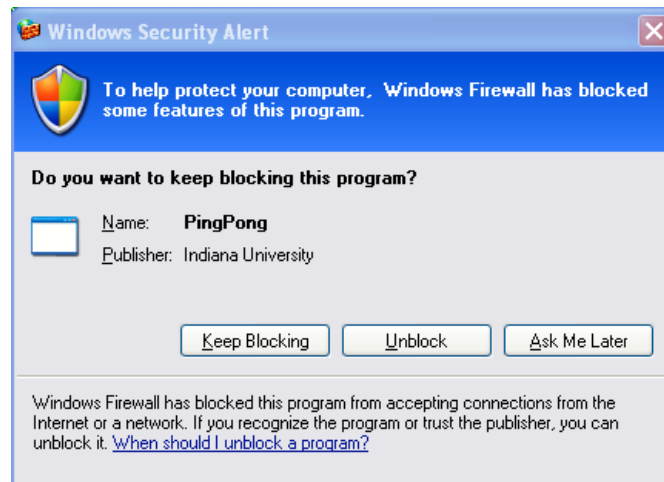 Windows Security Alert
To help protect your computer, Windows Firewall has blocked
some features of this program.
Do you want to keep blocking this program?
Name: PingPong
Publisher: Indiana University
Keep Blocking Unblock Ask Me Later
Windows Firewall has blocked this program from accepting connections from the
Internet or a network. If you recognize the program or trust the publisher, you can
unblock it. When should I unblock a program?